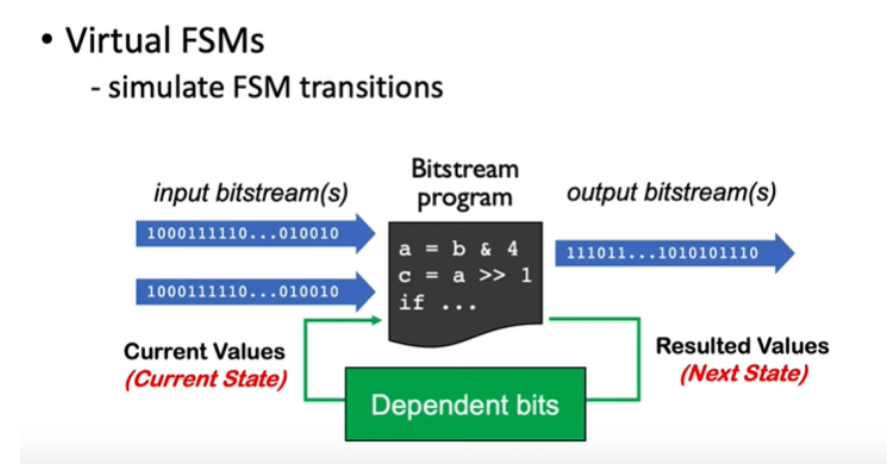 • Virtual FSMs
- simulate FSM transitions
input bitstream(s)
Bitstream
program
output bitstream(s)
1000111110...010010
1000111110...010010
a = b & 4
c = a >> 1
if ...
111011...1010101110
Current Values
(Current State)
Resulted Values
(Next State)
Dependent bits